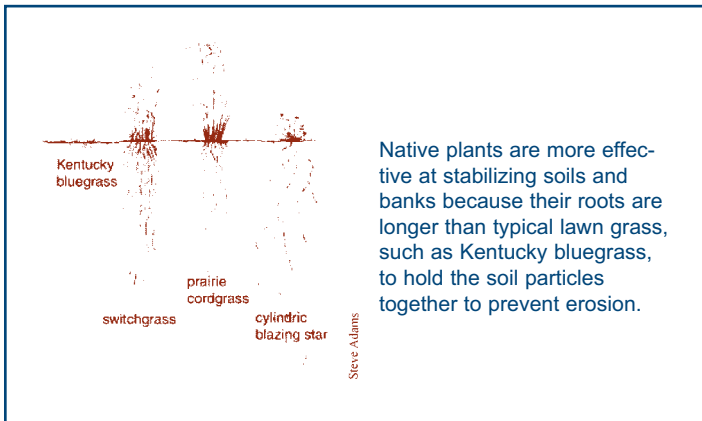 Kentucky
bluegrass
switchgrass
prairie
cordgrass
cylindric
blazing star
Steve Adams
Native plants are more effec-
tive at stabilizing soils and
banks because their roots are
longer than typical lawn grass,
such as Kentucky bluegrass,
to hold the soil particles
together to prevent erosion.